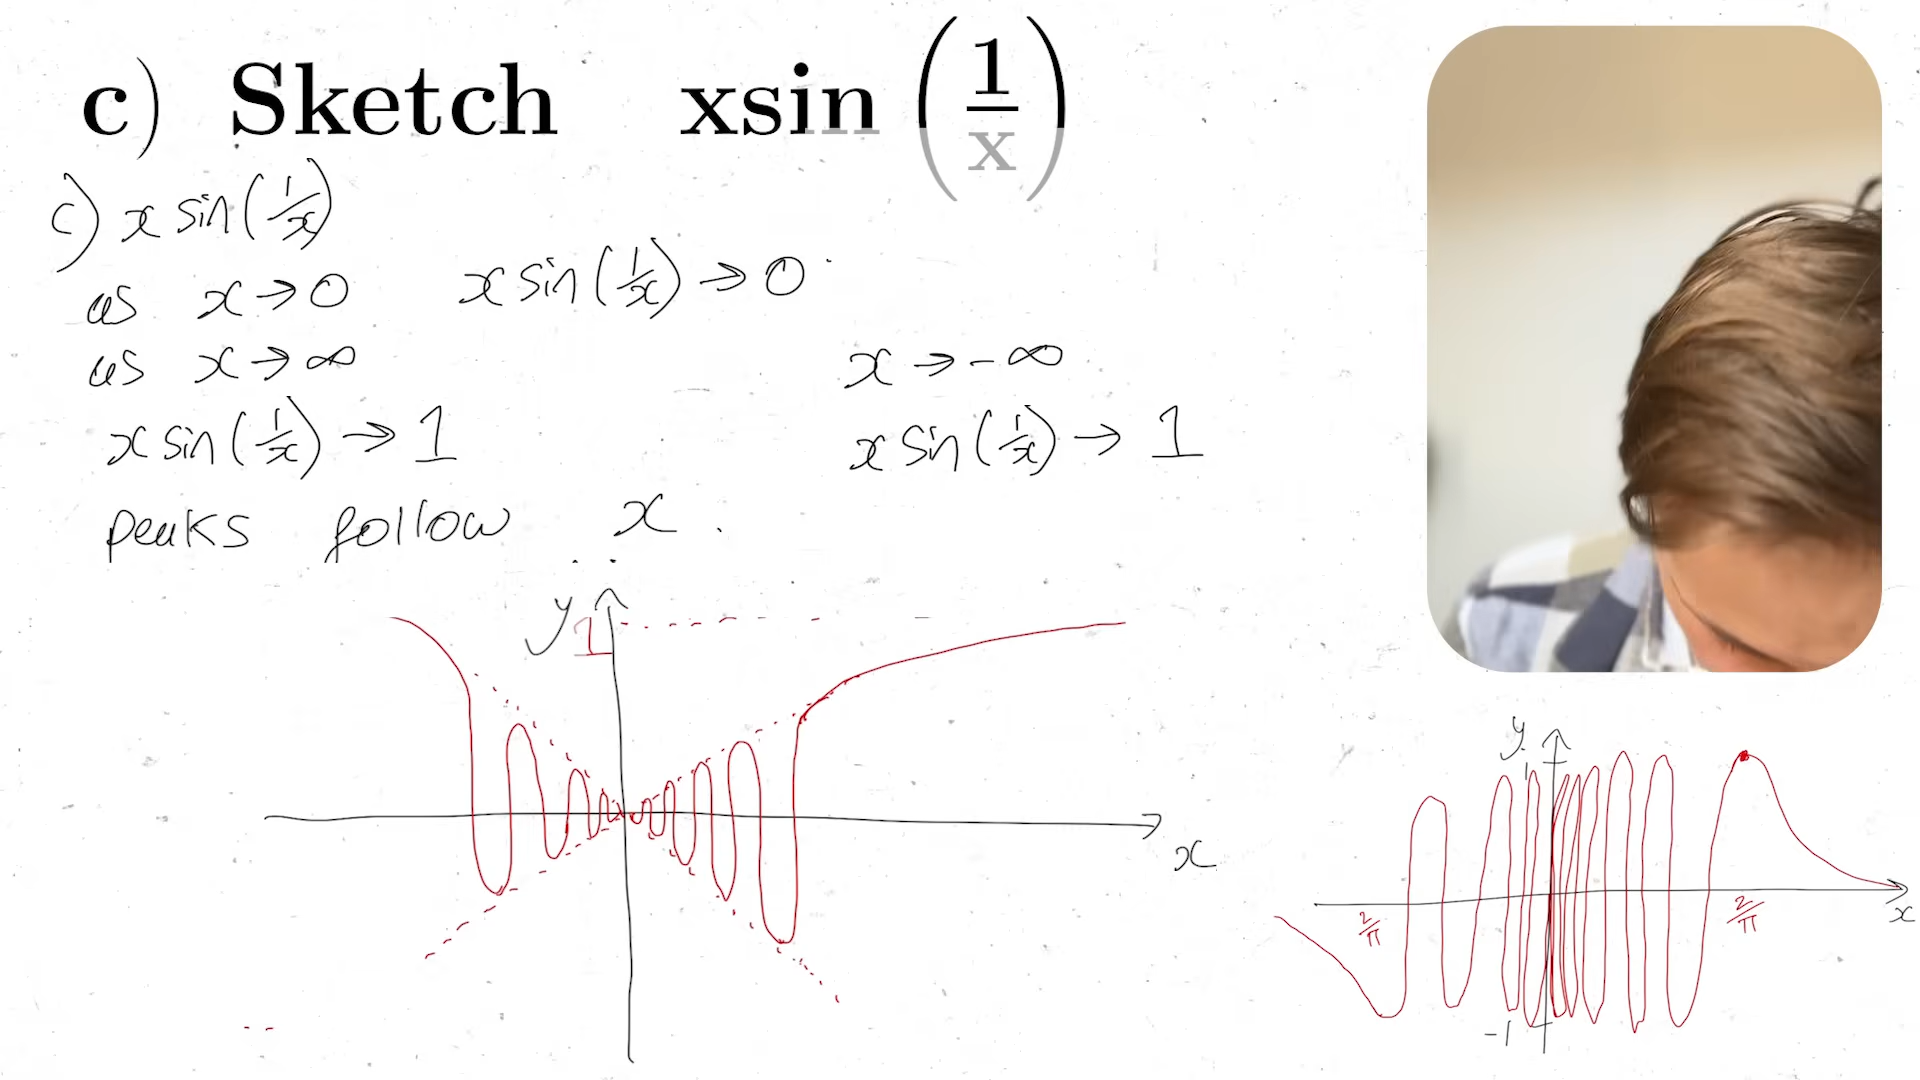 c) Sketch xsin(1/x)
c) x sin(1/x)
as x→0 x sin(1/x)→0
as x→∞ x→-∞
x sin(1/x)→1 x sin(1/x)→1
peaks follow x.
y
1
x
y
1
2/π
2/π
x
-1